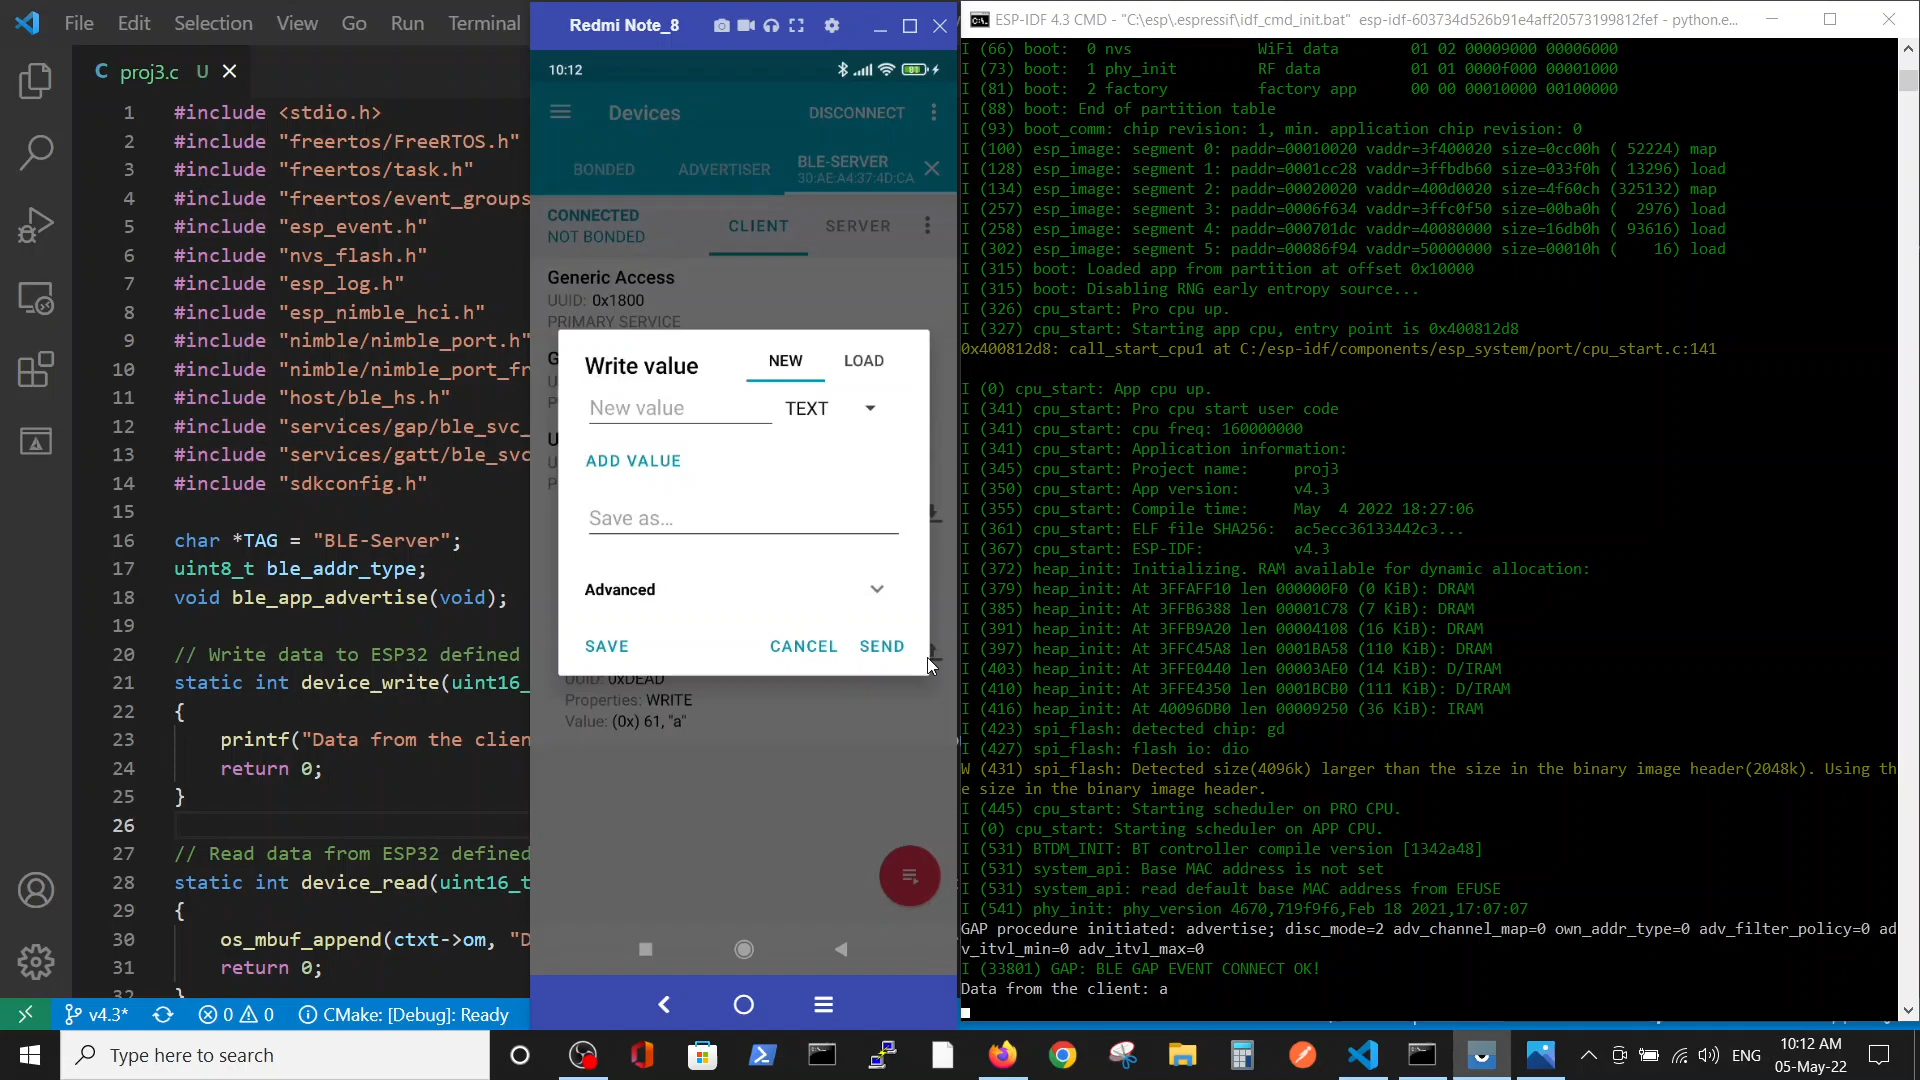 File Edit Selection View Go Run Terminal
C proj3.c U
1 #include <stdio.h>
2 #include "freertos/FreeRTOS.h"
3 #include "freertos/task.h"
4 #include "freertos/event_groups
5 #include "esp_event.h"
6 #include "nvs_flash.h"
7 #include "esp_log.h"
8 #include "esp_nimble_hci.h"
9 #include "nimble/nimble_port.h"
10 #include "nimble/nimble_port_fr
11 #include "host/ble_hs.h"
12 #include "services/gap/ble_svc_
13 #include "services/gatt/ble_svc
14 #include "sdkconfig.h"
15
16 char *TAG = "BLE-Server";
17 uint8_t ble_addr_type;
18 void ble_app_advertise(void);
19
20 // Write data to ESP32 defined
21 static int device_write(uint16_
22 {
23 printf("Data from the clien
24 return 0;
25 }
26
27 // Read data from ESP32 defined
28 static int device_read(uint16_t
29 {
30 os_mbuf_append(ctxt->om, "D
31 return 0;
32 }
v4.3* 0 0 CMake: [Debug]: Ready
Redmi Note_8
10:12 81
Devices DISCONNECT
BONDED ADVERTISER BLE-SERVER
30:AE:A4:37:4D:CA
CONNECTED
NOT BONDED
CLIENT SERVER
Generic Access
UUID: 0x1800
PRIMARY SERVICE
Write value NEW LOAD
New value TEXT
ADD VALUE
Save as...
Advanced
SAVE CANCEL SEND
UUID: 0xDEAD
Properties: WRITE
Value: (0x) 61, "a"
ESP-IDF 4.3 CMD - "C:\esp\.espressif\idf_cmd_init.bat" esp-idf-603734d526b91e4aff20573199812fef - python.e...
I (66) boot: 0 nvs WiFi data 01 02 00009000 00006000
I (73) boot: 1 phy_init RF data 01 01 0000f000 00001000
I (81) boot: 2 factory factory app 00 00 00010000 00100000
I (88) boot: End of partition table
I (93) boot_comm: chip revision: 1, min. application chip revision: 0
I (100) esp_image: segment 0: paddr=00010020 vaddr=3f400020 size=0cc00h ( 52224) map
I (128) esp_image: segment 1: paddr=0001cc28 vaddr=3ffbdb60 size=033f0h ( 13296) load
I (134) esp_image: segment 2: paddr=00020020 vaddr=400d0020 size=4f60ch (325132) map
I (257) esp_image: segment 3: paddr=0006f634 vaddr=3ffc0f50 size=00ba0h ( 2976) load
I (258) esp_image: segment 4: paddr=000701dc vaddr=40080000 size=16db0h ( 93616) load
I (302) esp_image: segment 5: paddr=00086f94 vaddr=50000000 size=00010h ( 16) load
I (315) boot: Loaded app from partition at offset 0x10000
I (315) boot: Disabling RNG early entropy source...
I (326) cpu_start: Pro cpu up.
I (327) cpu_start: Starting app cpu, entry point is 0x400812d8
0x400812d8: call_start_cpu1 at C:/esp-idf/components/esp_system/port/cpu_start.c:141
I (0) cpu_start: App cpu up.
I (341) cpu_start: Pro cpu start user code
I (341) cpu_start: cpu freq: 160000000
I (341) cpu_start: Application information:
I (345) cpu_start: Project name: proj3
I (350) cpu_start: App version: v4.3
I (355) cpu_start: Compile time: May 4 2022 18:27:06
I (361) cpu_start: ELF file SHA256: ac5ecc36133442c3...
I (367) cpu_start: ESP-IDF: v4.3
I (372) heap_init: Initializing. RAM available for dynamic allocation:
I (379) heap_init: At 3FFAFF10 len 000000F0 (0 KiB): DRAM
I (385) heap_init: At 3FFB6388 len 00001C78 (7 KiB): DRAM
I (391) heap_init: At 3FFB9A20 len 00004108 (16 KiB): DRAM
I (397) heap_init: At 3FFC45A8 len 0001BA58 (110 KiB): DRAM
I (403) heap_init: At 3FFE0440 len 00003AE0 (14 KiB): D/IRAM
I (410) heap_init: At 3FFE4350 len 0001BCB0 (111 KiB): D/IRAM
I (416) heap_init: At 40096DB0 len 00009250 (36 KiB): IRAM
I (423) spi_flash: detected chip: gd
I (427) spi_flash: flash io: dio
W (431) spi_flash: Detected size(4096k) larger than the size in the binary image header(2048k). Using th
e size in the binary image header.
I (445) cpu_start: Starting scheduler on PRO CPU.
I (0) cpu_start: Starting scheduler on APP CPU.
I (531) BTDM_INIT: BT controller compile version [1342a48]
I (531) system_api: Base MAC address is not set
I (531) system_api: read default base MAC address from EFUSE
I (541) phy_init: phy_version 4670,719f9f6,Feb 18 2021,17:07:07
GAP procedure initiated: advertise; disc_mode=2 adv_channel_map=0 own_addr_type=0 adv_filter_policy=0 ad
v_itvl_min=0 adv_itvl_max=0
I (33801) GAP: BLE GAP EVENT CONNECT OK!
Data from the client: a
Type here to search
ENG
10:12 AM
05-May-22